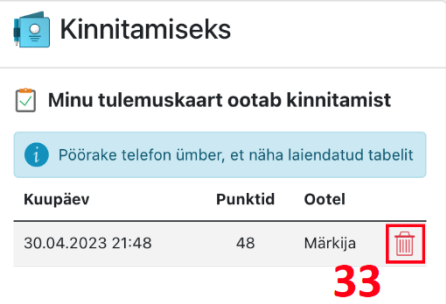 Kinnitamiseks
Minu tulemuskaart ootab kinnitamist
i Pöörake telefon ümber, et näha laiendatud tabelit
Kuupäev Punktid Ootel
30.04.2023 21:48 48 Märkija
33